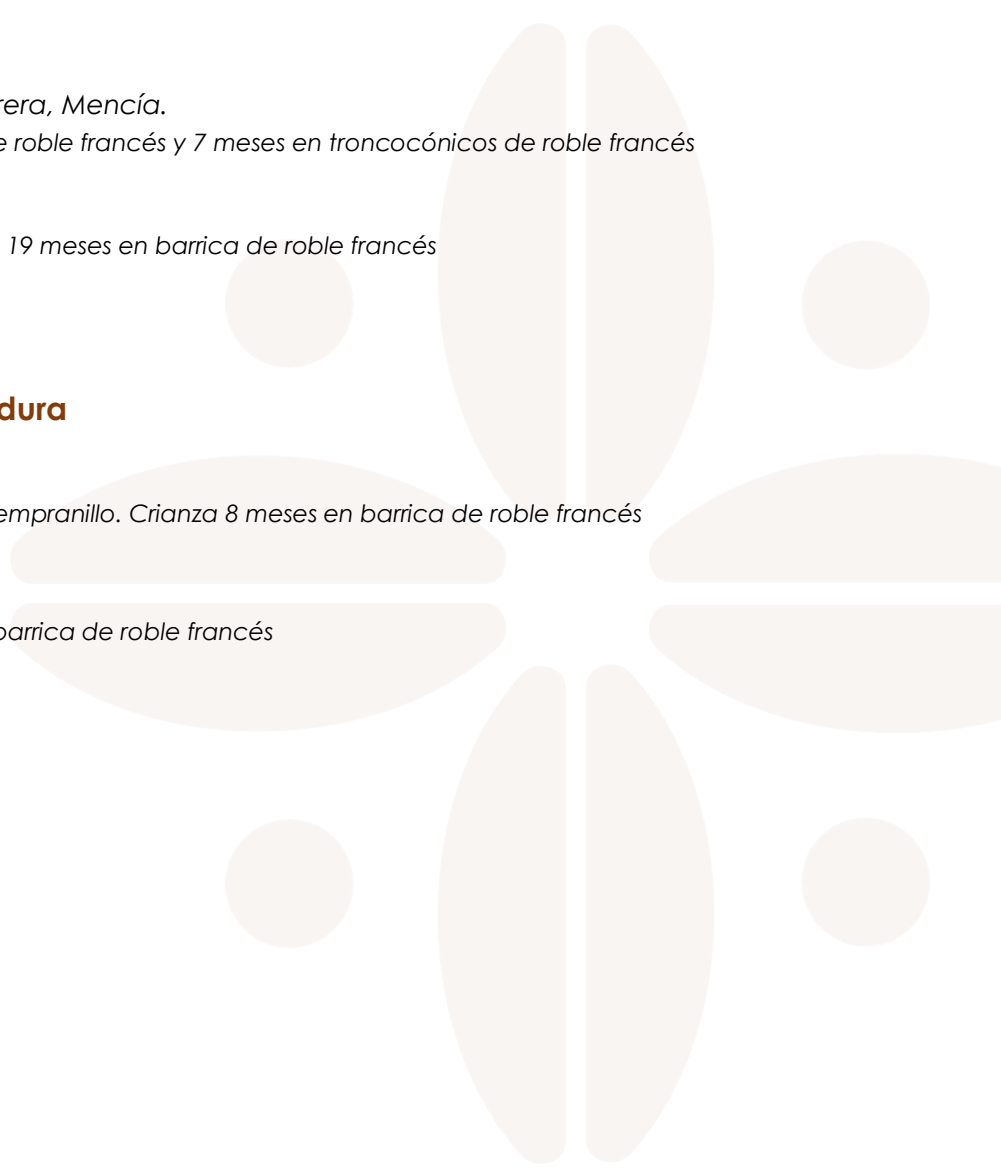 rera, Mencía.
e roble francés y 7 meses en troncocónicos de roble francés
19 meses en barrica de roble francés
dura
empranillo. Crianza 8 meses en barrica de roble francés
barrica de roble francés